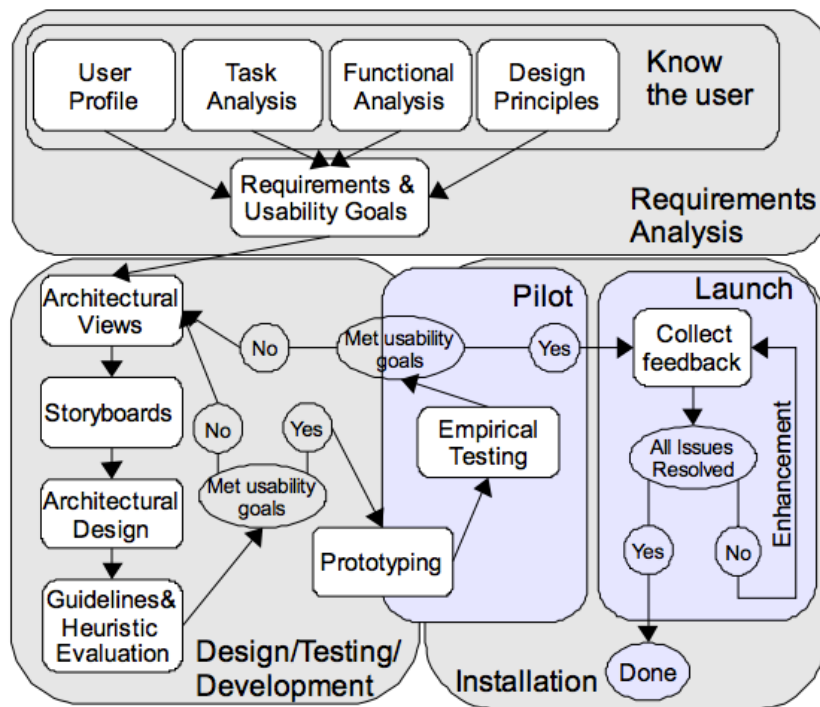 User
Profile
Task
Analysis
Functional
Analysis
Design
Principles
Know
the user
Requirements &
Usability Goals
Requirements
Analysis
Architectural
Views
Storyboards
Architectural
Design
Guidelines&
Heuristic
Evaluation
No
Met usability
goals
Yes
No
Yes
Met usability
goals
Prototyping
Empirical
Testing
Pilot
Design/Testing/
Development
Launch
Collect
feedback
All Issues
Resolved
Yes
No
Enhancement
Done
Installation